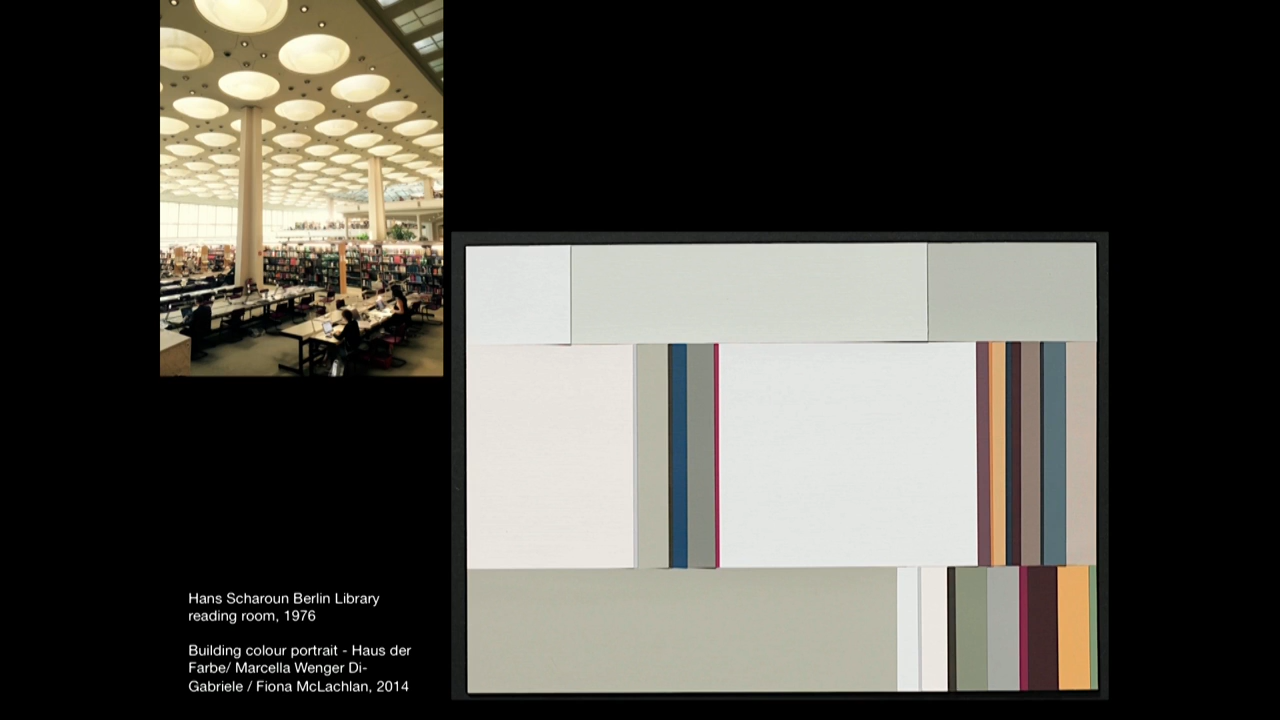 Hans Scharoun Berlin Library
reading room, 1976
Building colour portrait - Haus der
Farbe/ Marcella Wenger Di-
Gabriele / Fiona McLachlan, 2014